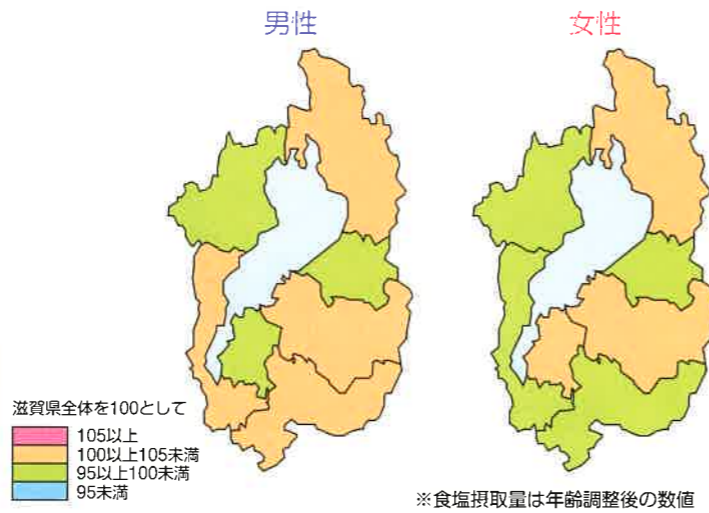 男性
女性
滋賀県全体を100として
105以上
100以上105未満
95以上100未満
95未満
※食塩摂取量は年齢調整後の数値